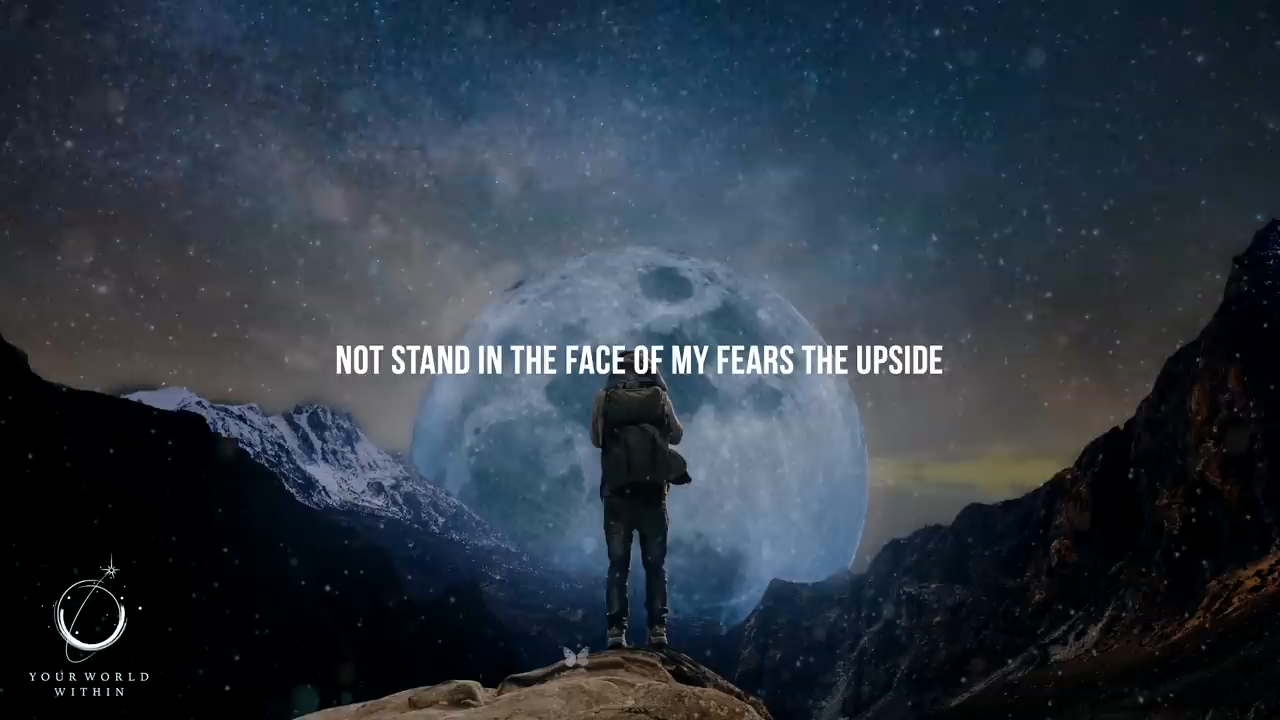 NOT STAND IN THE FACE OF MY FEARS THE UPSIDE
YOUR WORLD
WITHIN